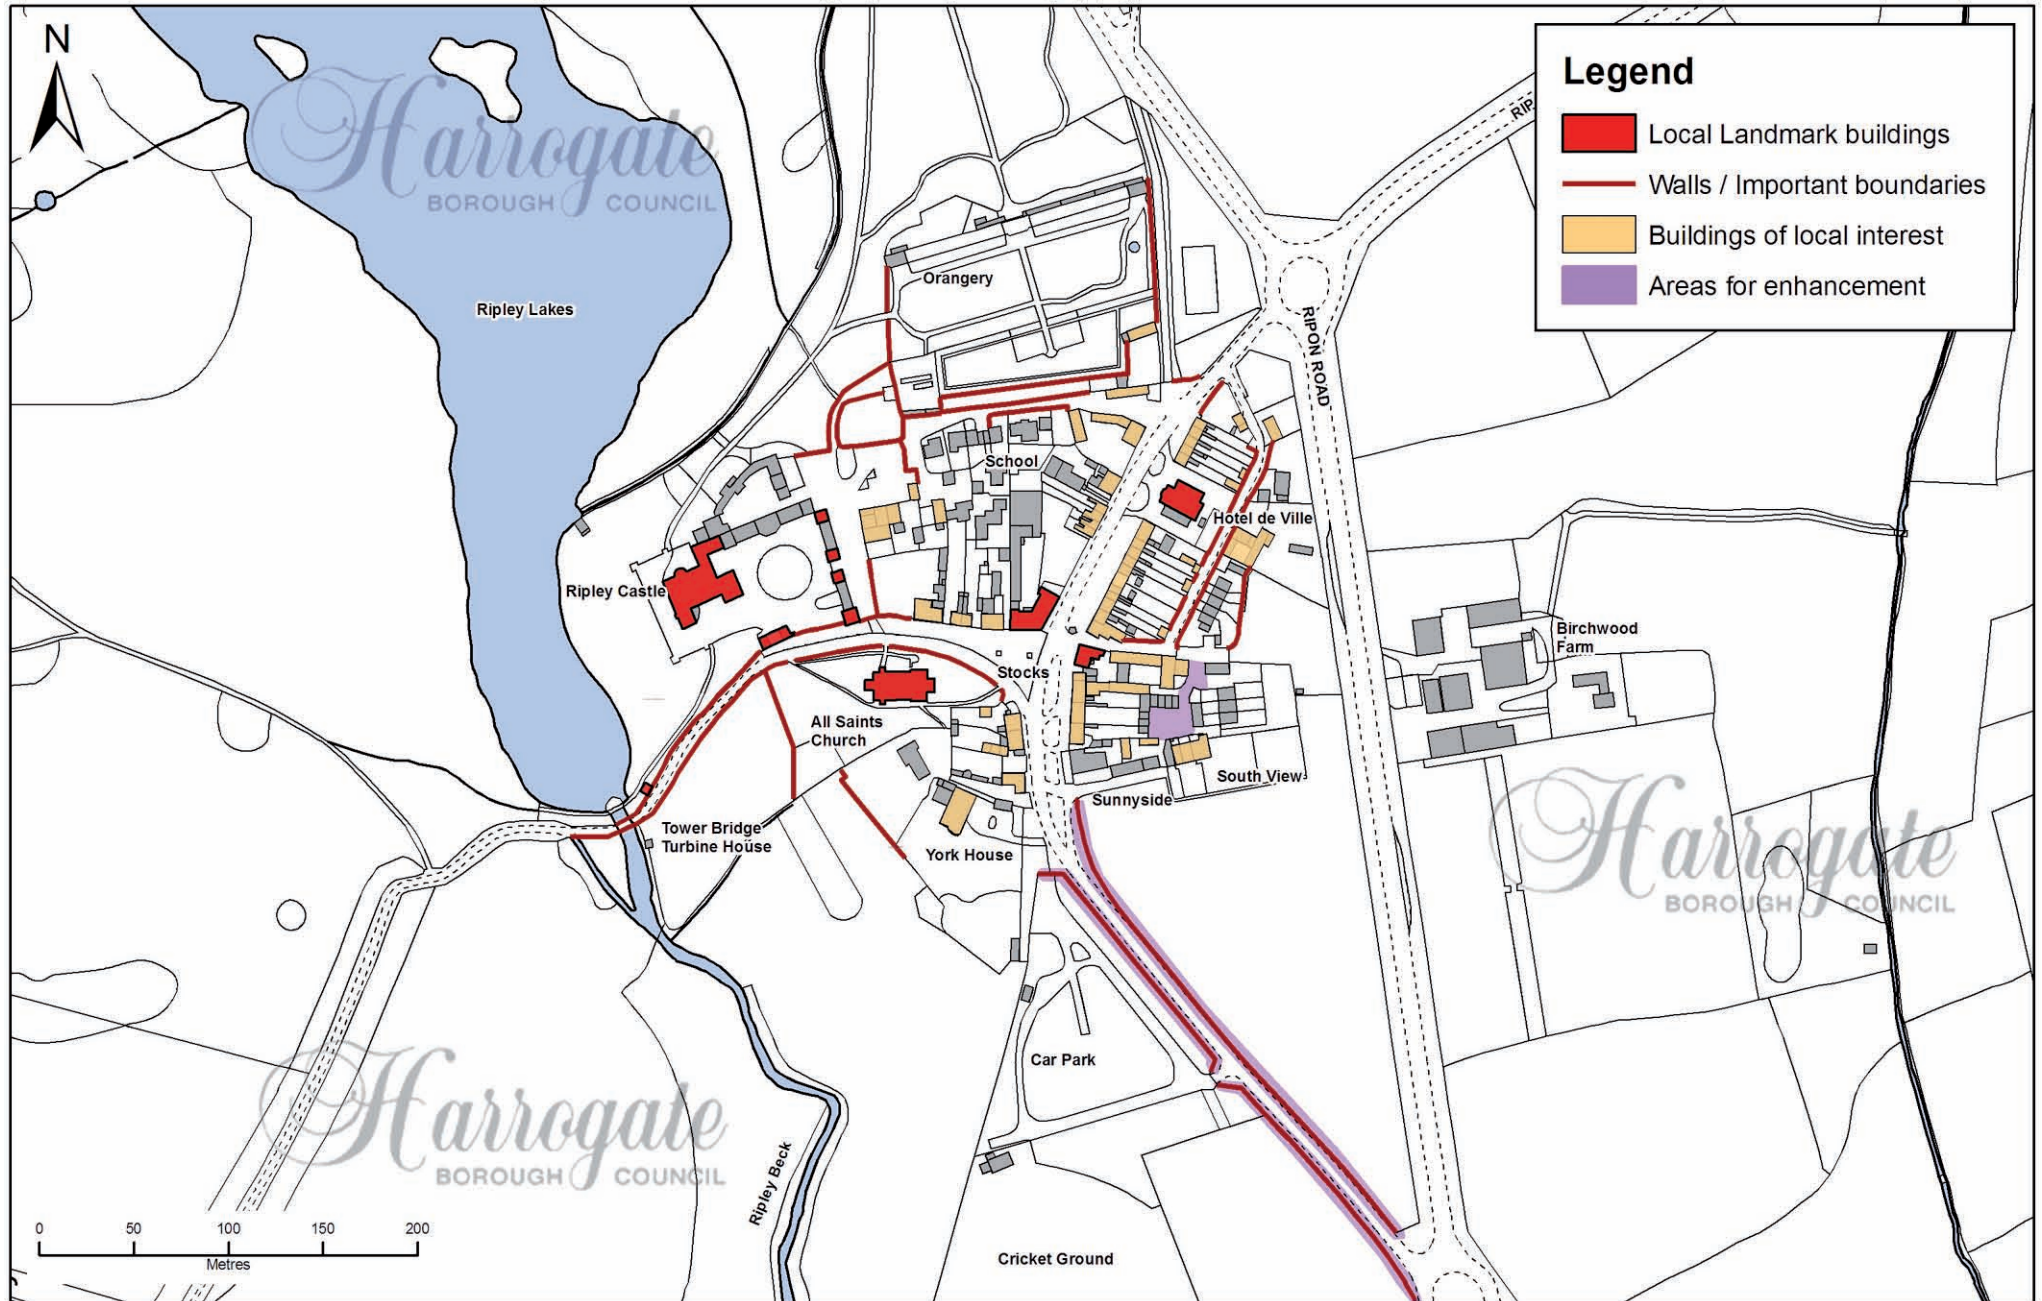 N
Harrogate
BOROUGH COUNCIL
Legend
Local Landmark buildings
Walls / Important boundaries
Buildings of local interest
Areas for enhancement
Orangery
Ripley Lakes
RIPON ROAD
School
Hotel de Ville
Ripley Castle
Birchwood
Farm
Stocks
All Saints
Church
South View
Sunnyside
Tower Bridge
Turbine House
York House
Harrogate
BOROUGH COUNCIL
Car Park
Harrogate
BOROUGH COUNCIL
Ripley Beck
Cricket Ground
0 50 100 150 200
Metres